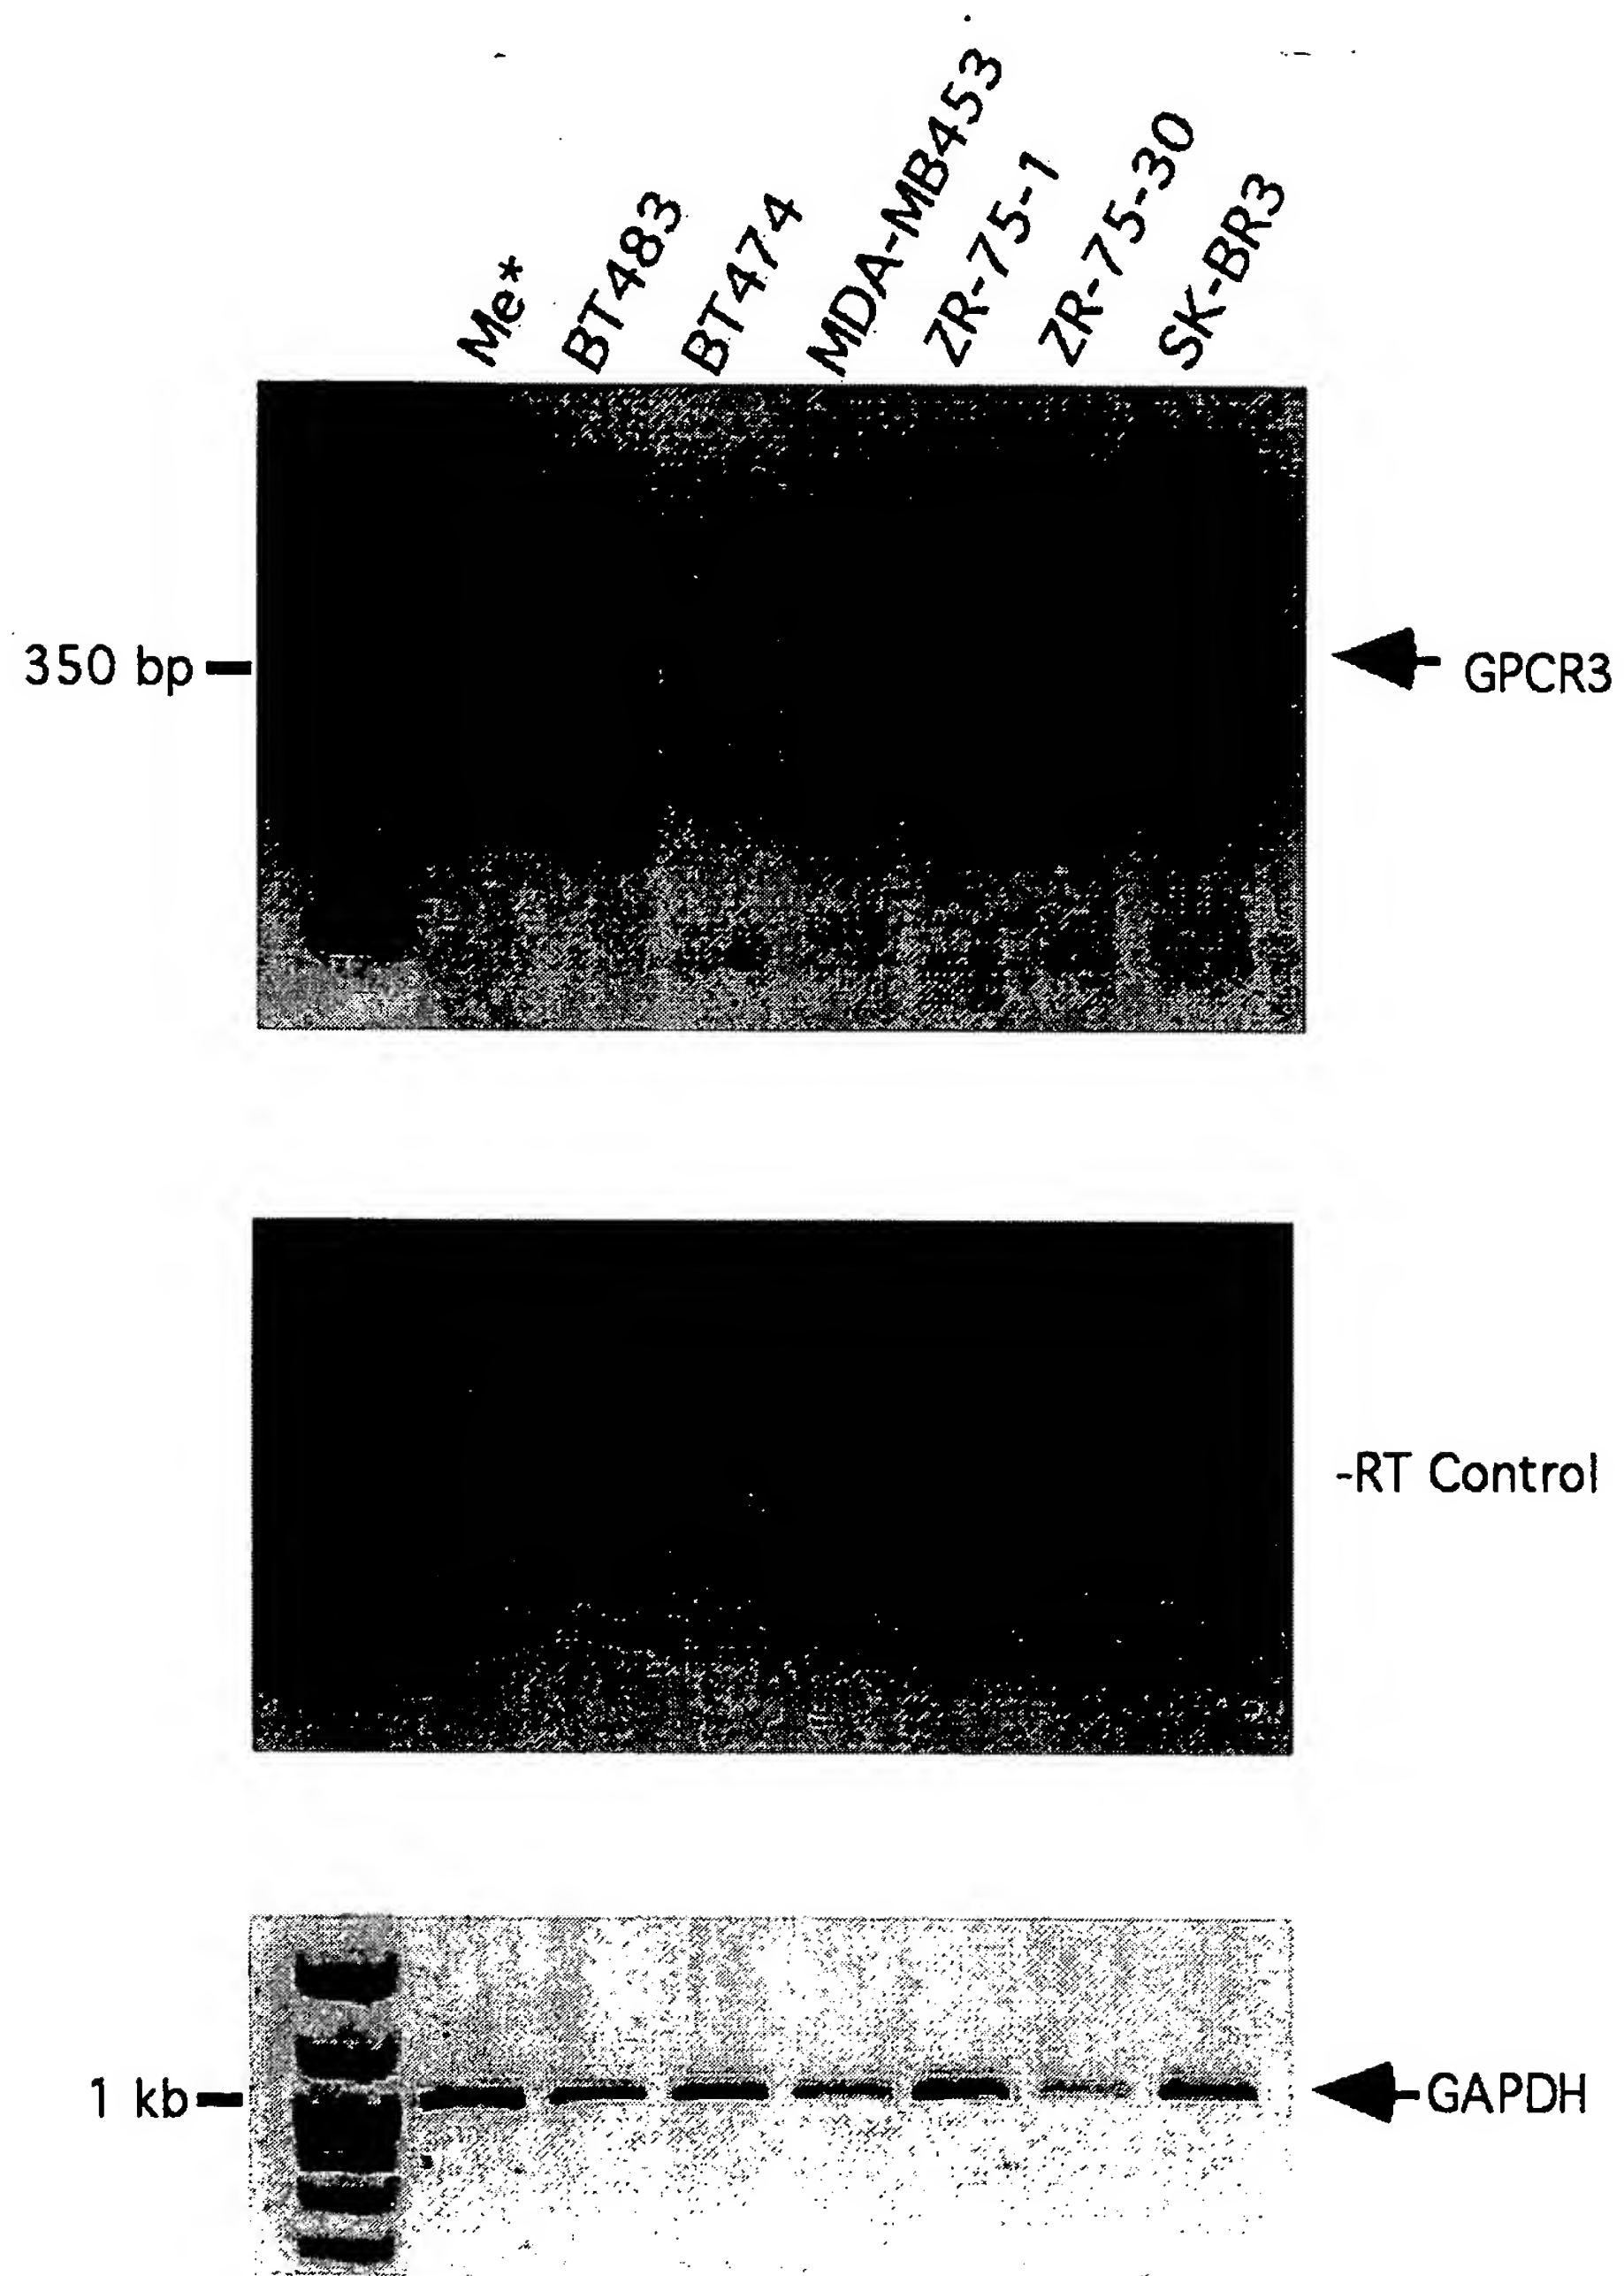 Me*
BT483
BT474
MDA-MB453
ZR-75-1
ZR-75-30
SK-BR3
350 bp
GPCR3
-RT Control
1 kb
GAPDH